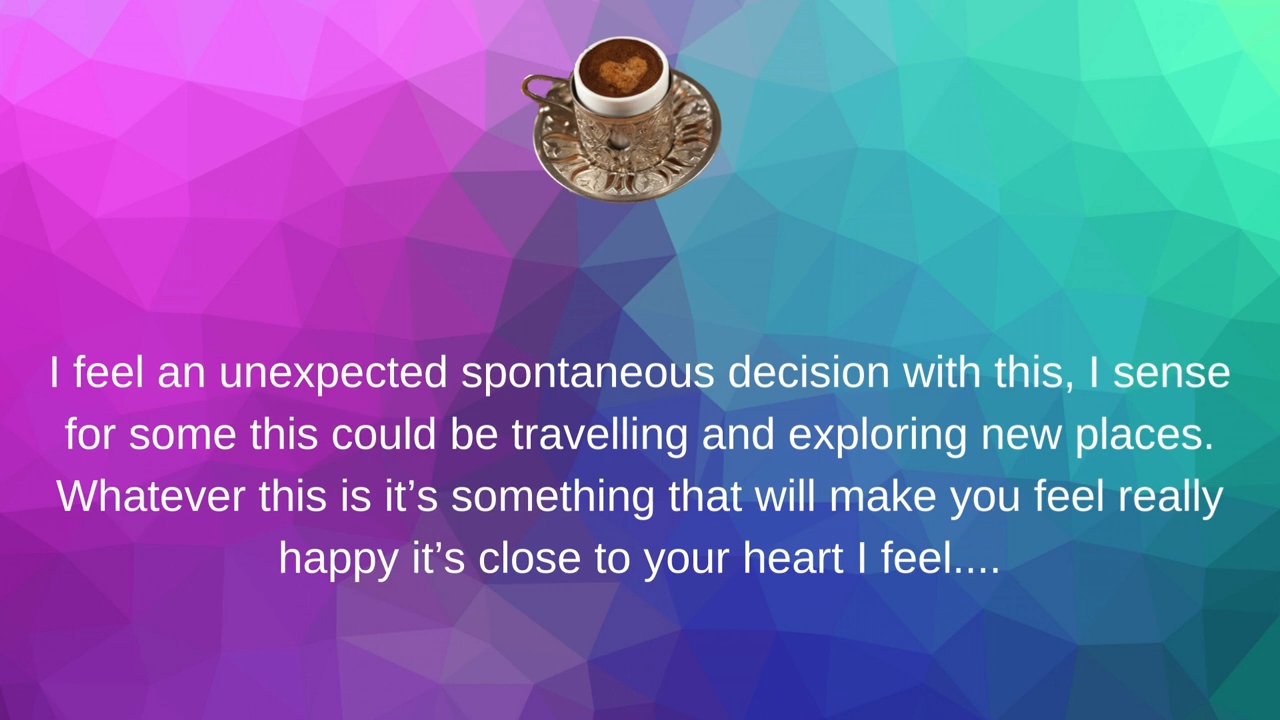 I feel an unexpected spontaneous decision with this, I sense
for some this could be travelling and exploring new places.
Whatever this is it’s something that will make you feel really
happy it’s close to your heart I feel....